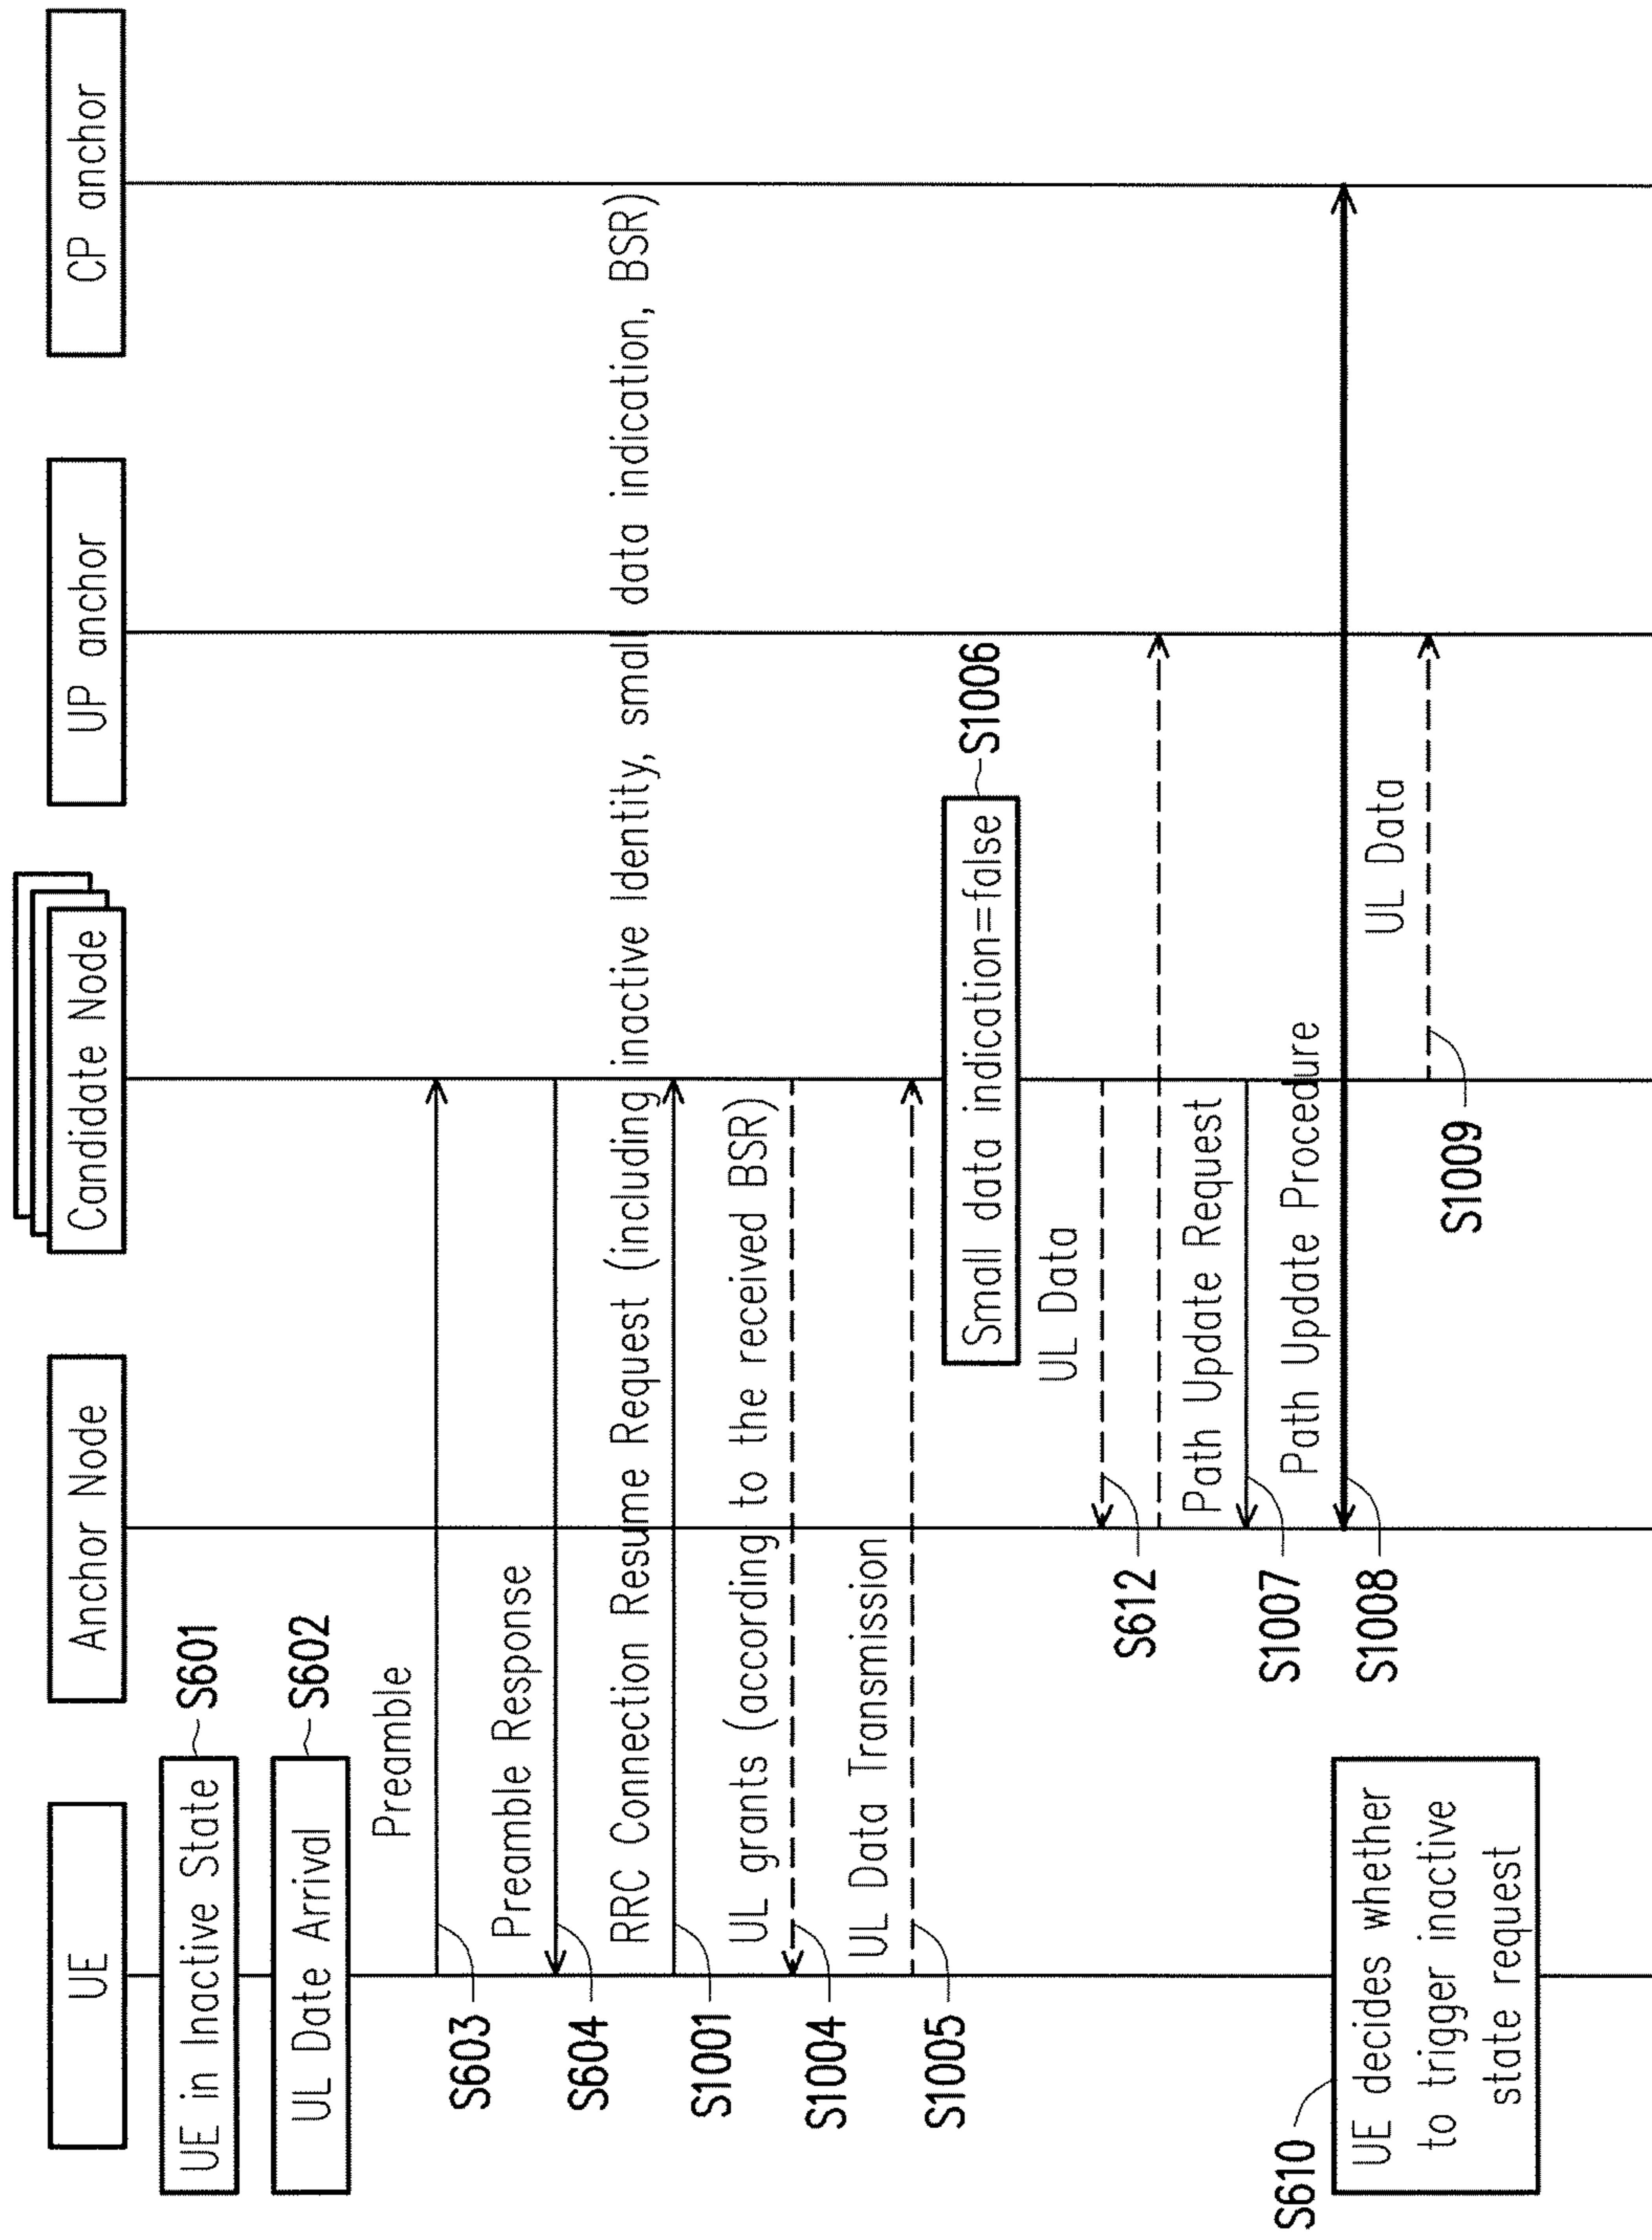 UE
Anchor Node
Candidate Node
UP anchor
CP anchor
UE in Inactive State
S601
UL Date Arrival
S602
Preamble
S603
Preamble Response
S604
RRC Connection Resume Request (including inactive Identity, small data indication, BSR)
S1001
UL grants (according to the received BSR)
S1004
UL Data Transmission
S1005
Small data indication=false
S1006
UL Data
S612
Path Update Request
S1007
Path Update Procedure
S1008
UL Data
S1009
S610
UE decides whether
to trigger inactive
state request